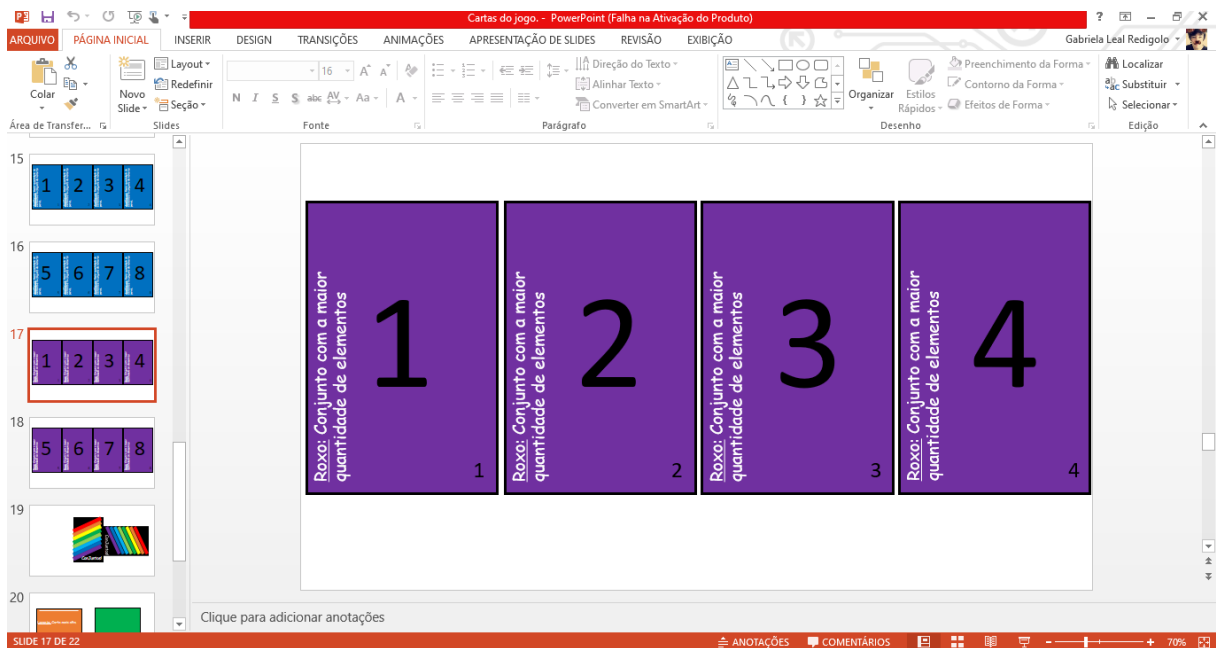 Cartas do jogo. - PowerPoint (Falha na Ativação do Produto)
?
ARQUIVO PÁGINA INICIAL INSERIR DESIGN TRANSIÇÕES ANIMAÇÕES APRESENTAÇÃO DE SLIDES REVISÃO EXIBIÇÃO
Gabriela Leal Redigolo
Colar
Área de Transfer...
Novo
Slide
Layout
Redefinir
Seção
Slides
16
N I S S abc AV Aa A
Fonte
Direção do Texto
Alinhar Texto
Converter em SmartArt
Parágrafo
Organizar
Estilos
Rápidos
Preenchimento da Forma
Contorno da Forma
Efeitos de Forma
Desenho
Localizar
Substituir
Selecionar
Edição
15
1 2 3 4
16
5 6 7 8
17
1 2 3 4
18
5 6 7 8
19
20
Roxo: Conjunto com a maior
quantidade de elementos
1
1
Roxo: Conjunto com a maior
quantidade de elementos
2
2
Roxo: Conjunto com a maior
quantidade de elementos
3
3
Roxo: Conjunto com a maior
quantidade de elementos
4
4
Clique para adicionar anotações
SLIDE 17 DE 22
ANOTAÇÕES
COMENTÁRIOS
70%